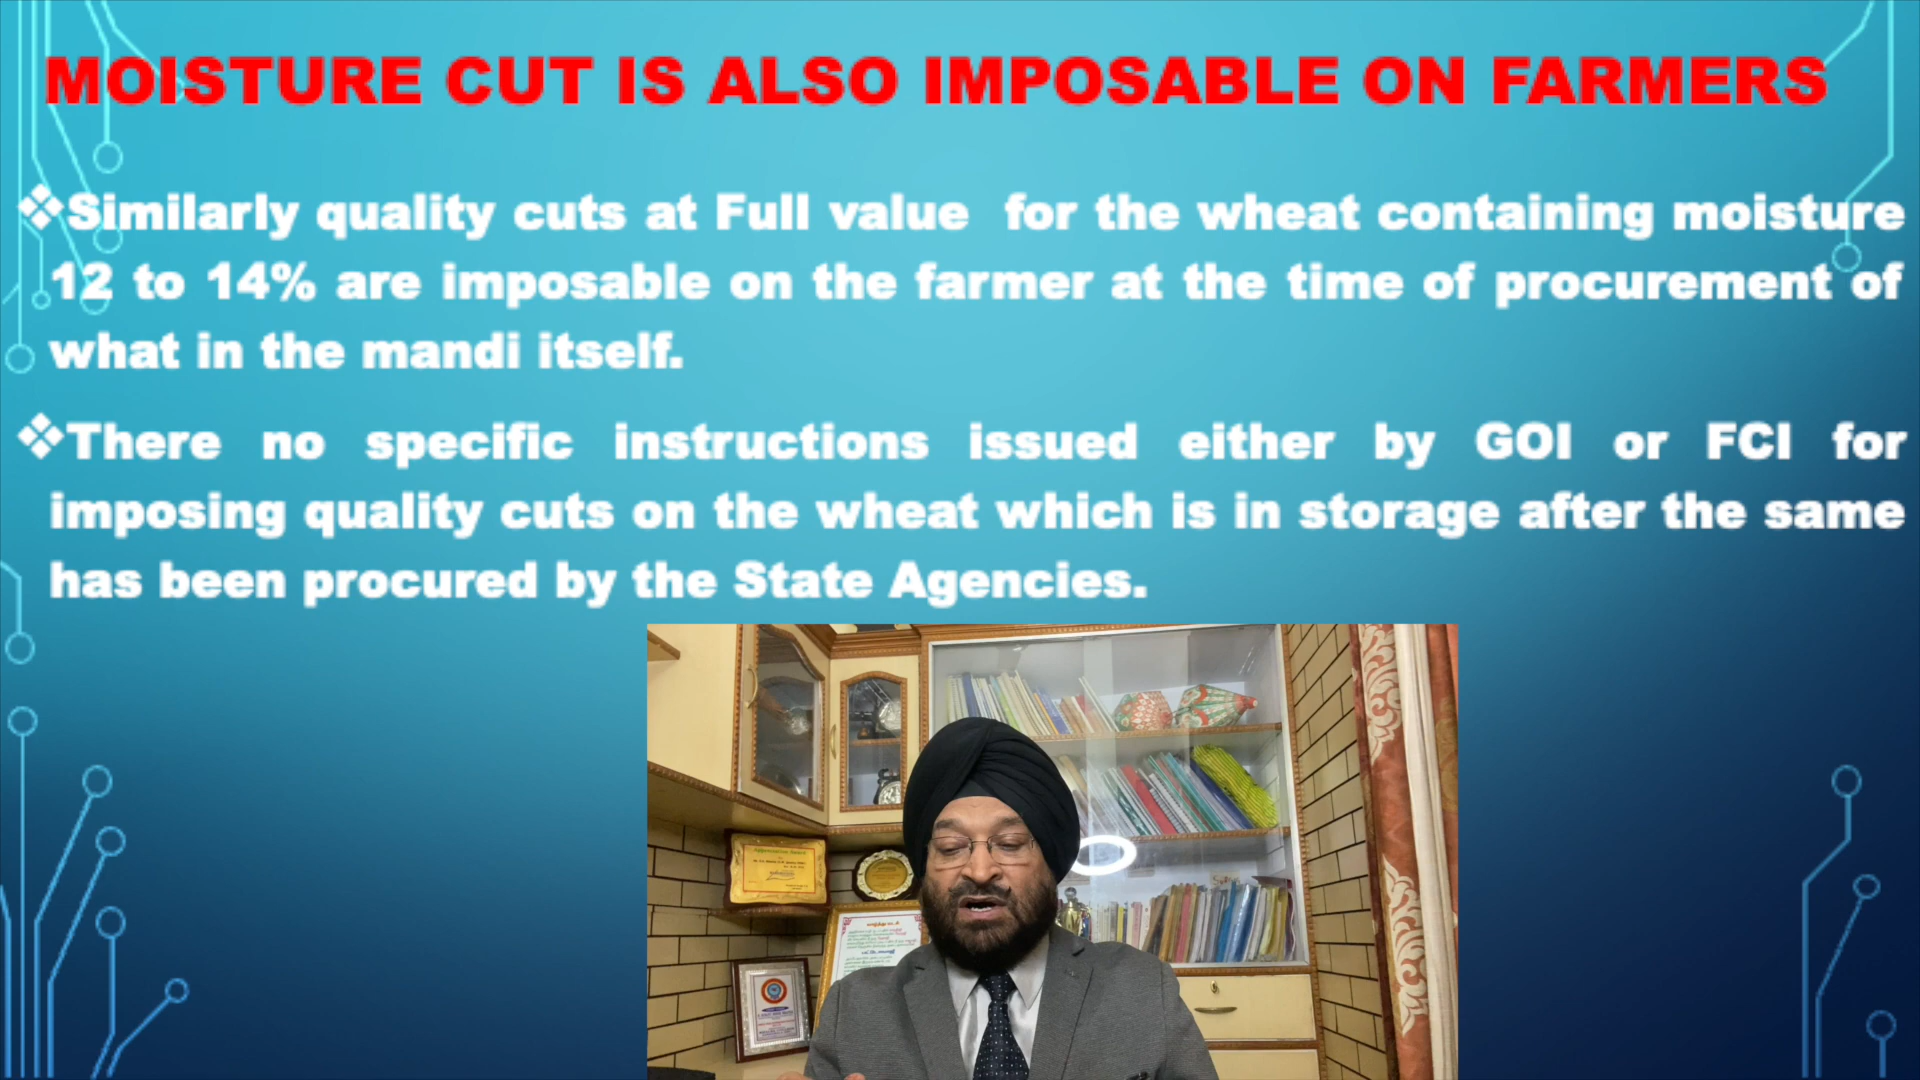 MOISTURE CUT IS ALSO IMPOSABLE ON FARMERS
❖Similarly quality cuts at Full value for the wheat containing moisture
12 to 14% are imposable on the farmer at the time of procurement of
what in the mandi itself.
❖There no specific instructions issued either by GOI or FCI for
imposing quality cuts on the wheat which is in storage after the same
has been procured by the State Agencies.
Appreciation Award